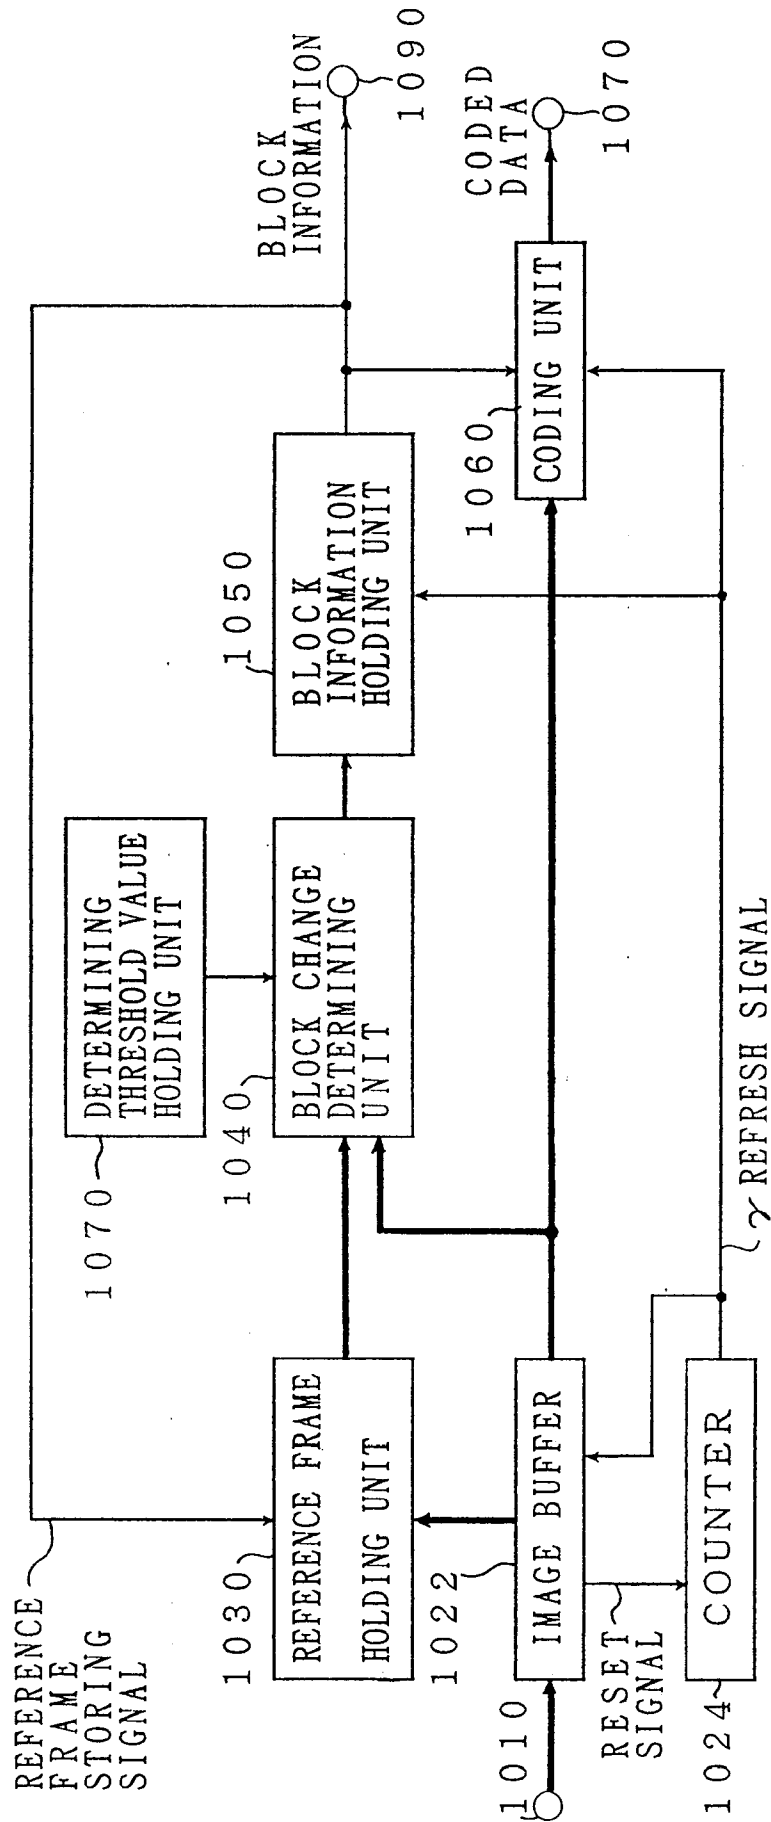 REFERENCE
FRAME
STORING
SIGNAL
1030
REFERENCE FRAME
HOLDING UNIT
1070
DETERMINING
THRESHOLD VALUE
HOLDING UNIT
1040
BLOCK CHANGE
DETERMINING
UNIT
1050
BLOCK
INFORMATION
HOLDING UNIT
BLOCK
INFORMATION
1090
1010
1022
IMAGE BUFFER
1060
CODING UNIT
CODED
DATA
1070
RESET
SIGNAL
1024
COUNTER
γ REFRESH SIGNAL